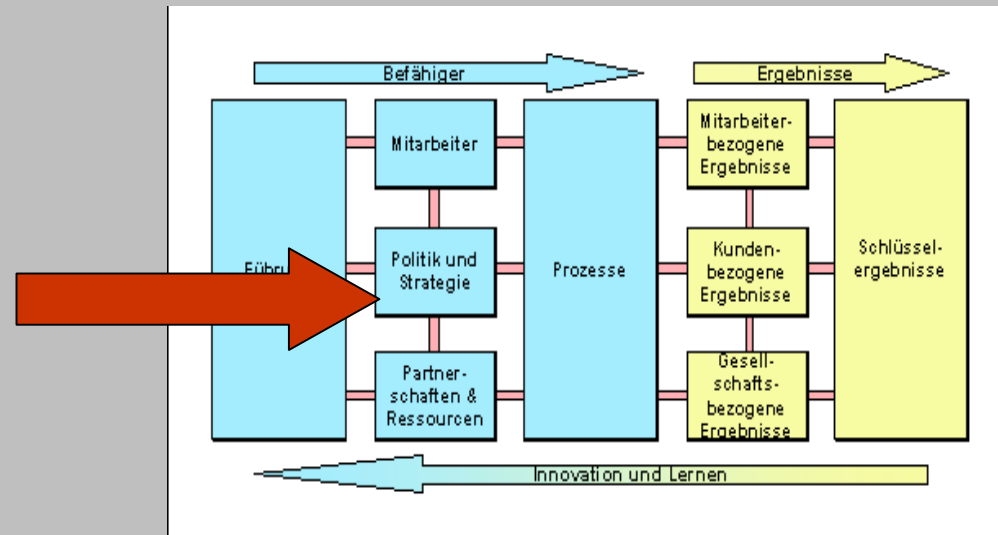 Befähiger
Ergebnisse
Mitarbeiter
Politik und
Strategie
Partner-
schaften &
Ressourcen
Prozesse
Mitarbeiter-
bezogene
Ergebnisse
Kunden-
bezogene
Ergebnisse
Gesell-
schafts-
bezogene
Ergebnisse
Schlüssel-
ergebnisse
Innovation und Lernen